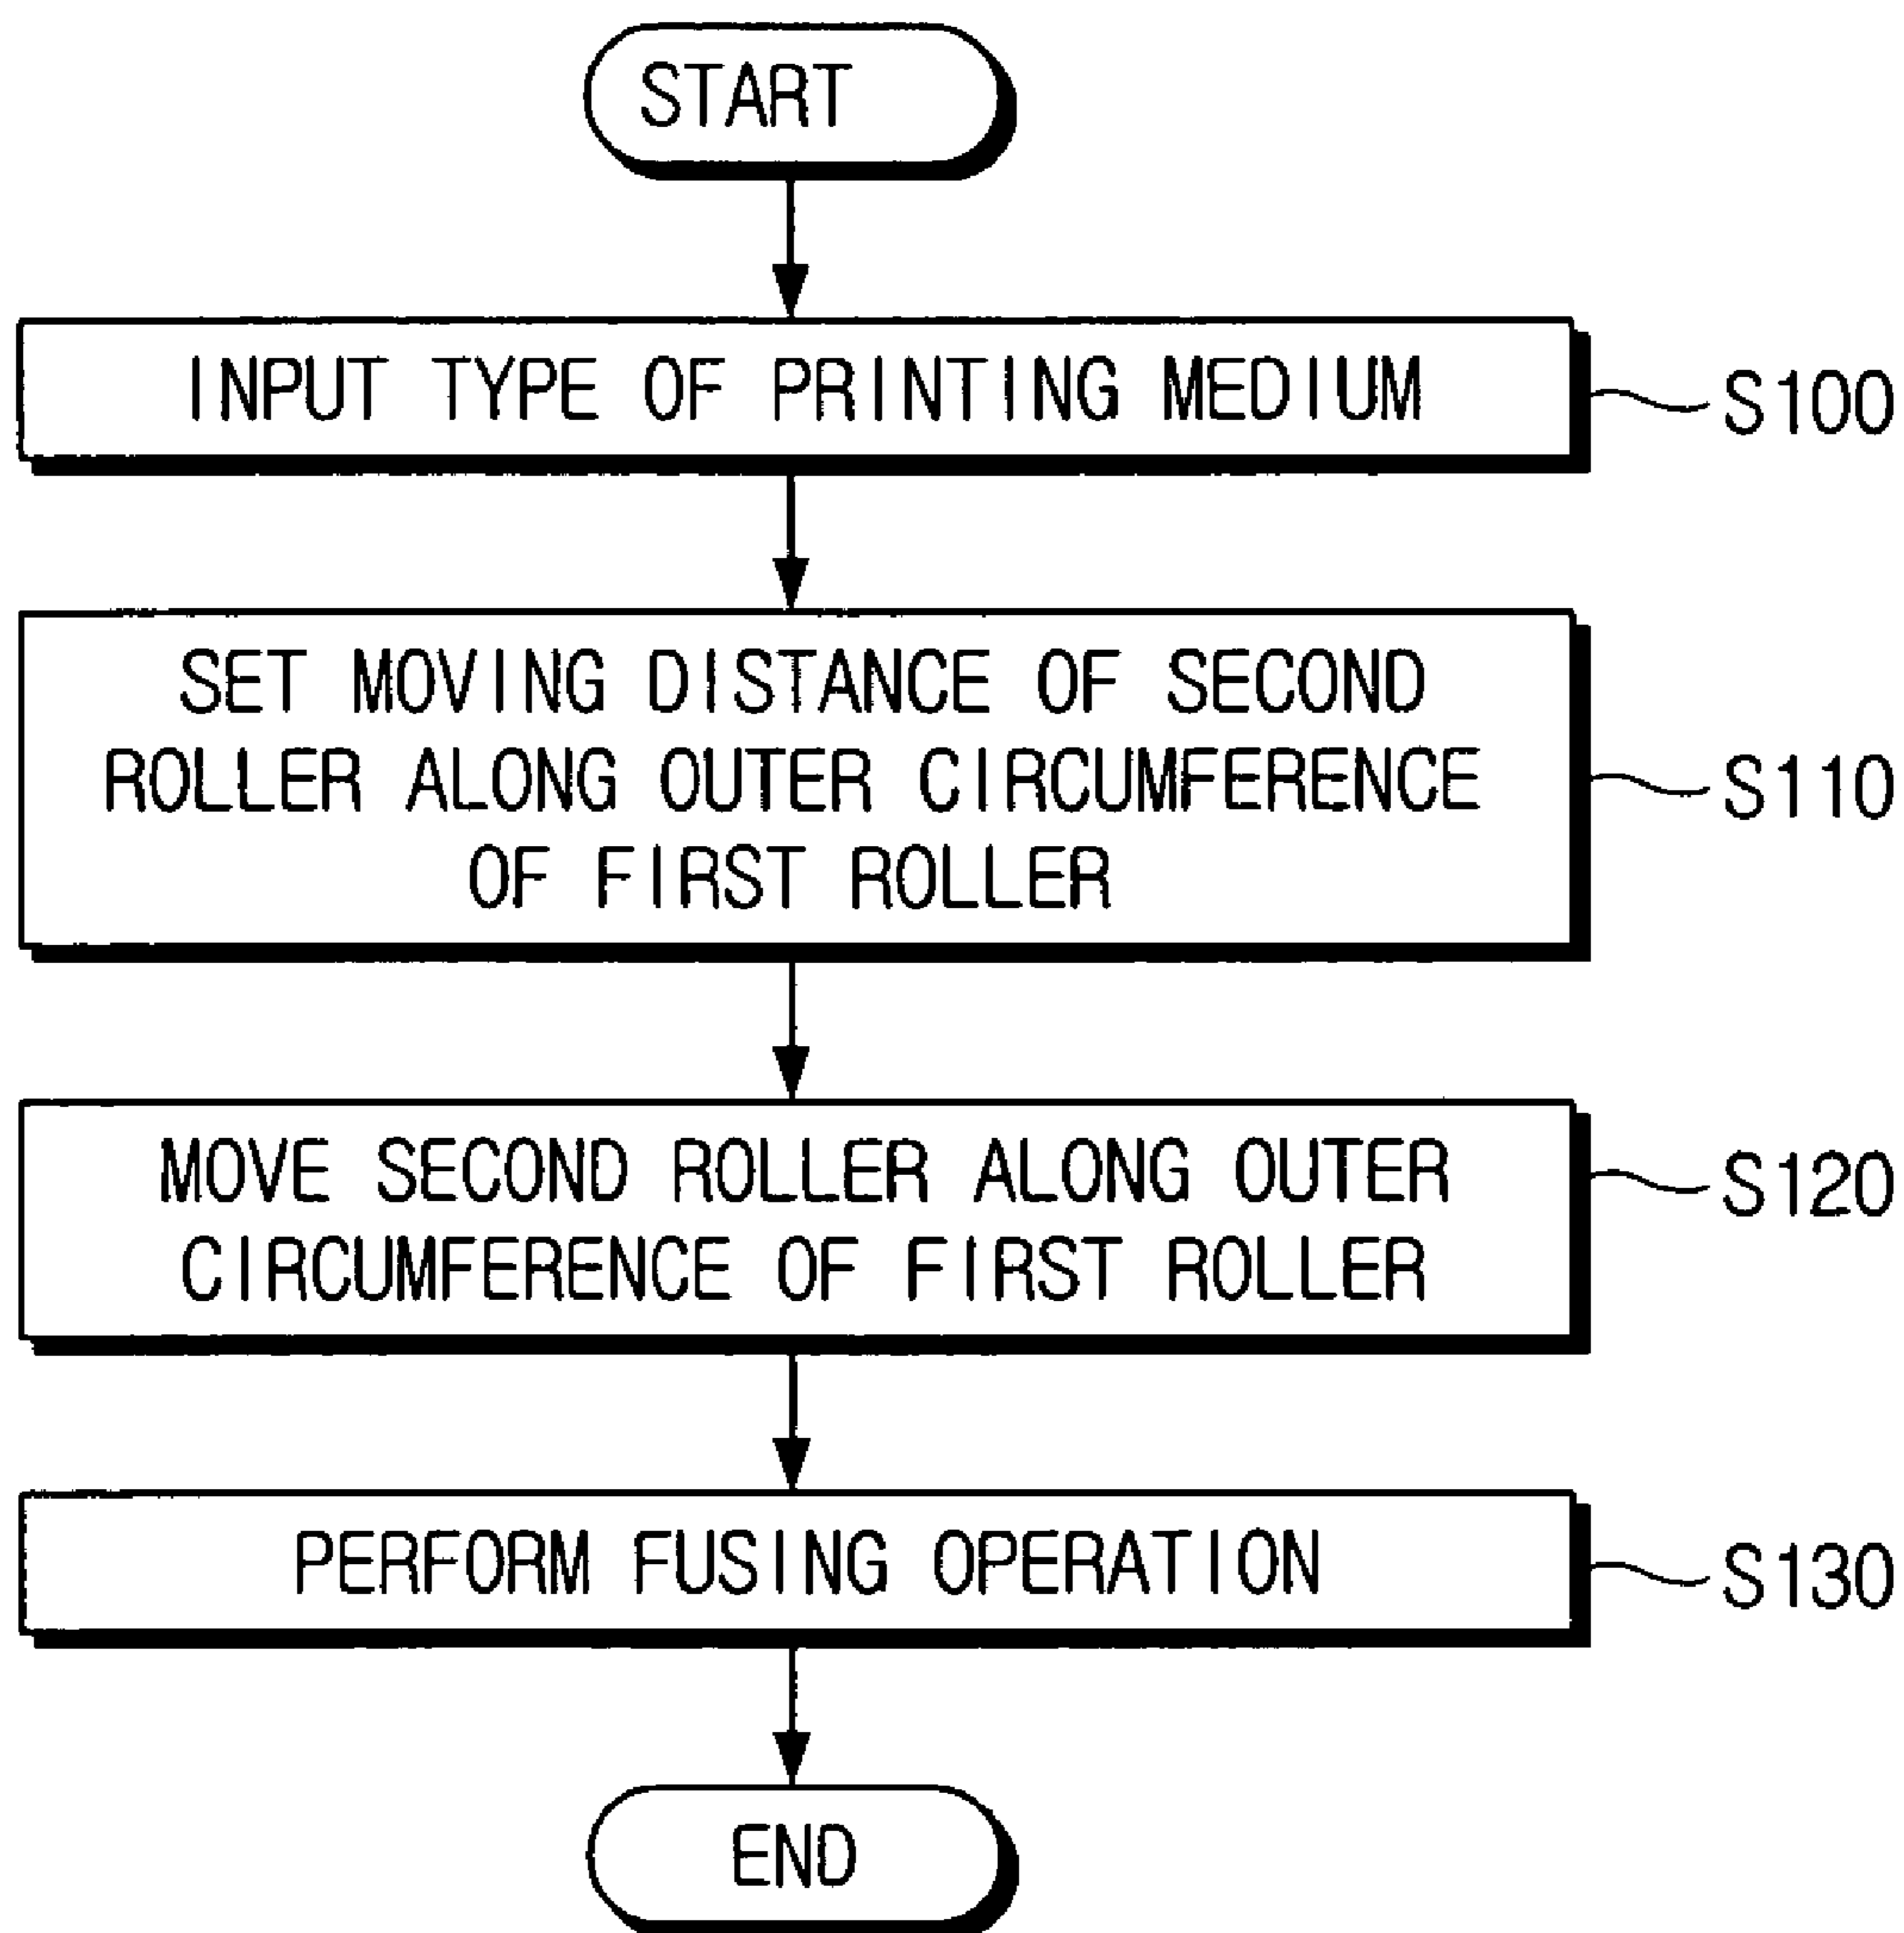 START
INPUT TYPE OF PRINTING MEDIUM
S100
SET MOVING DISTANCE OF SECOND
ROLLER ALONG OUTER CIRCUMFERENCE
OF FIRST ROLLER
S110
MOVE SECOND ROLLER ALONG OUTER
CIRCUMFERENCE OF FIRST ROLLER
S120
PERFORM FUSING OPERATION
S130
END